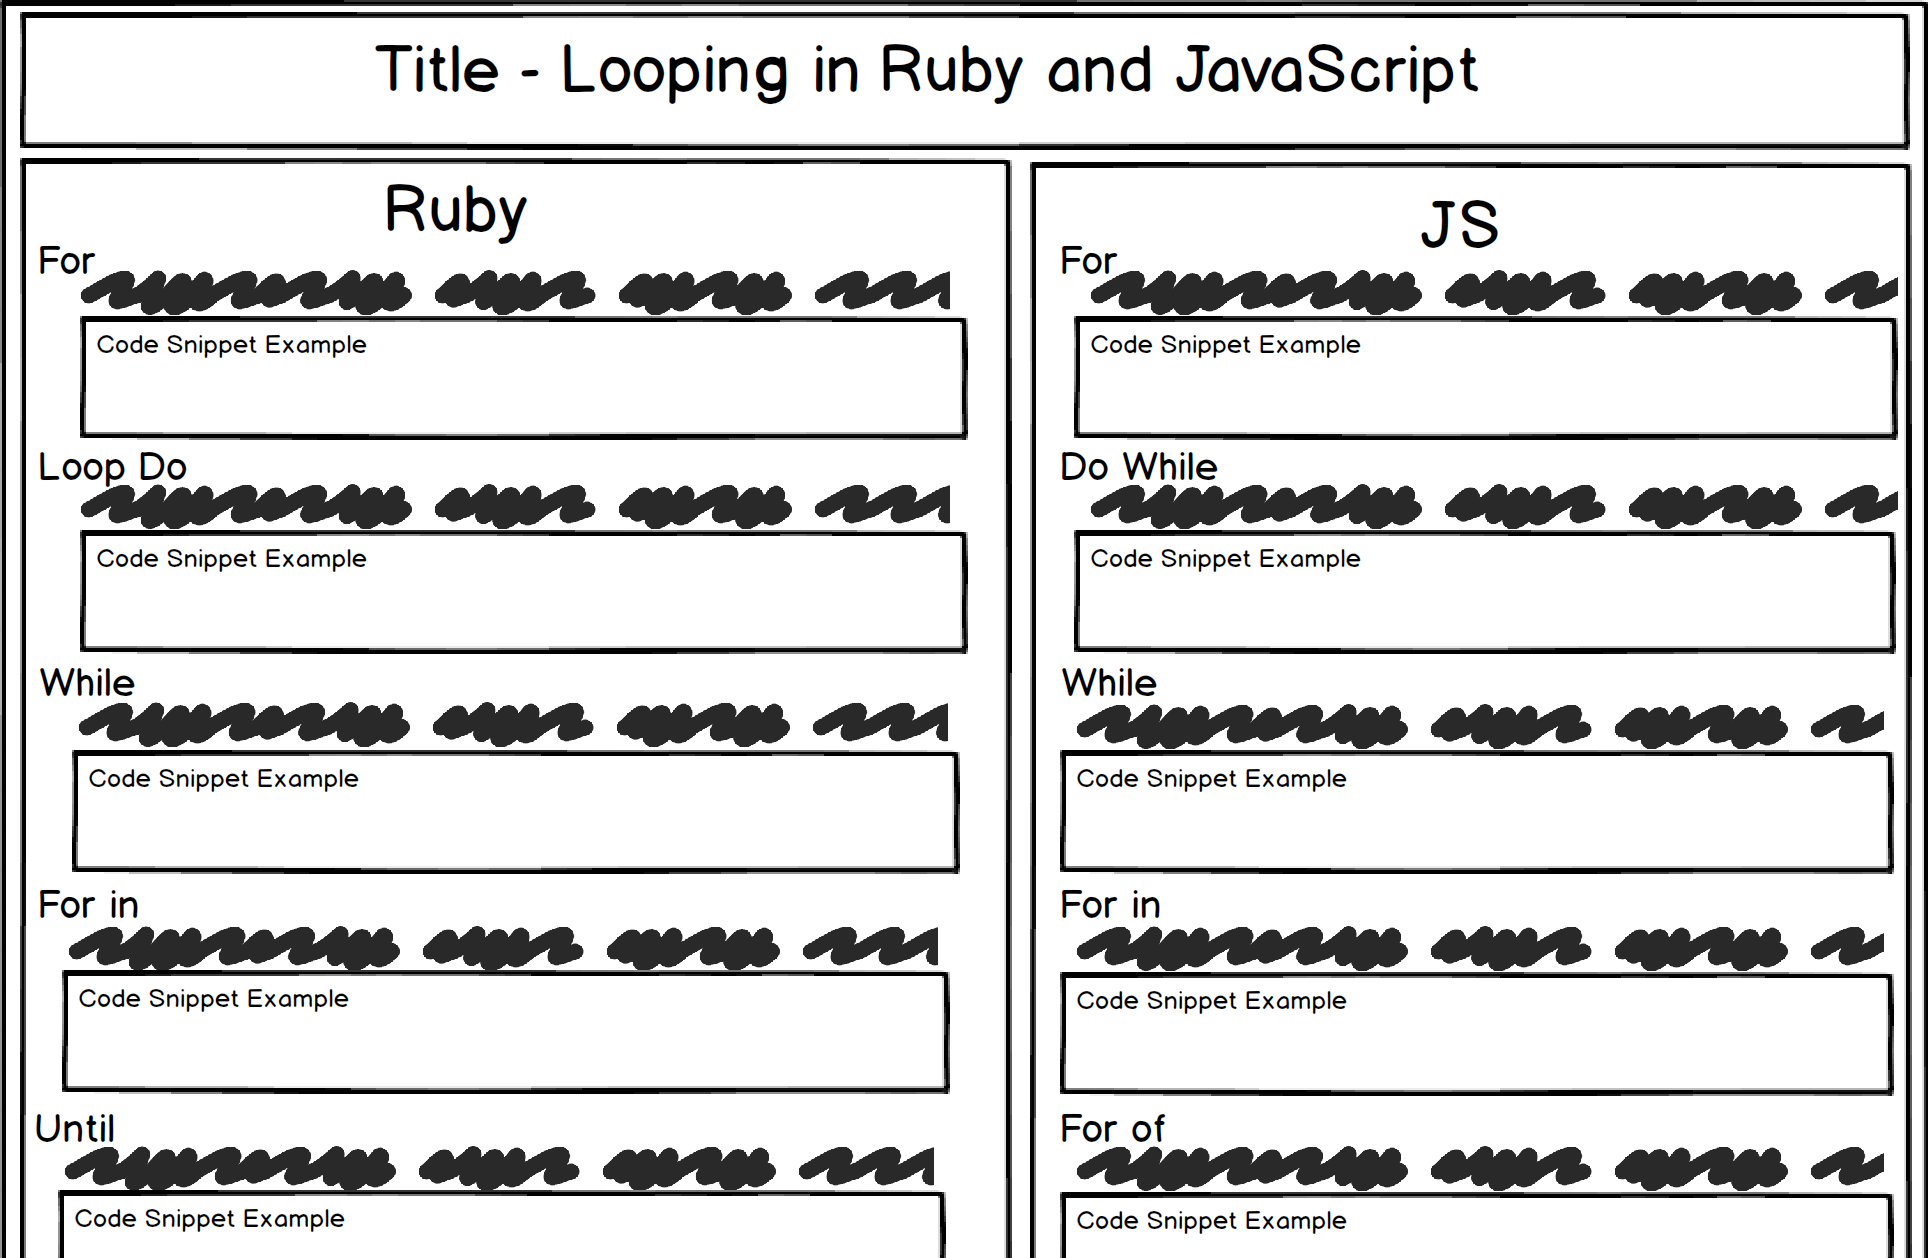 Title - Looping in Ruby and JavaScript
Ruby
For
Code Snippet Example
Loop Do
Code Snippet Example
While
Code Snippet Example
For in
Code Snippet Example
Until
Code Snippet Example
JS
For
Code Snippet Example
Do While
Code Snippet Example
While
Code Snippet Example
For in
Code Snippet Example
For of
Code Snippet Example